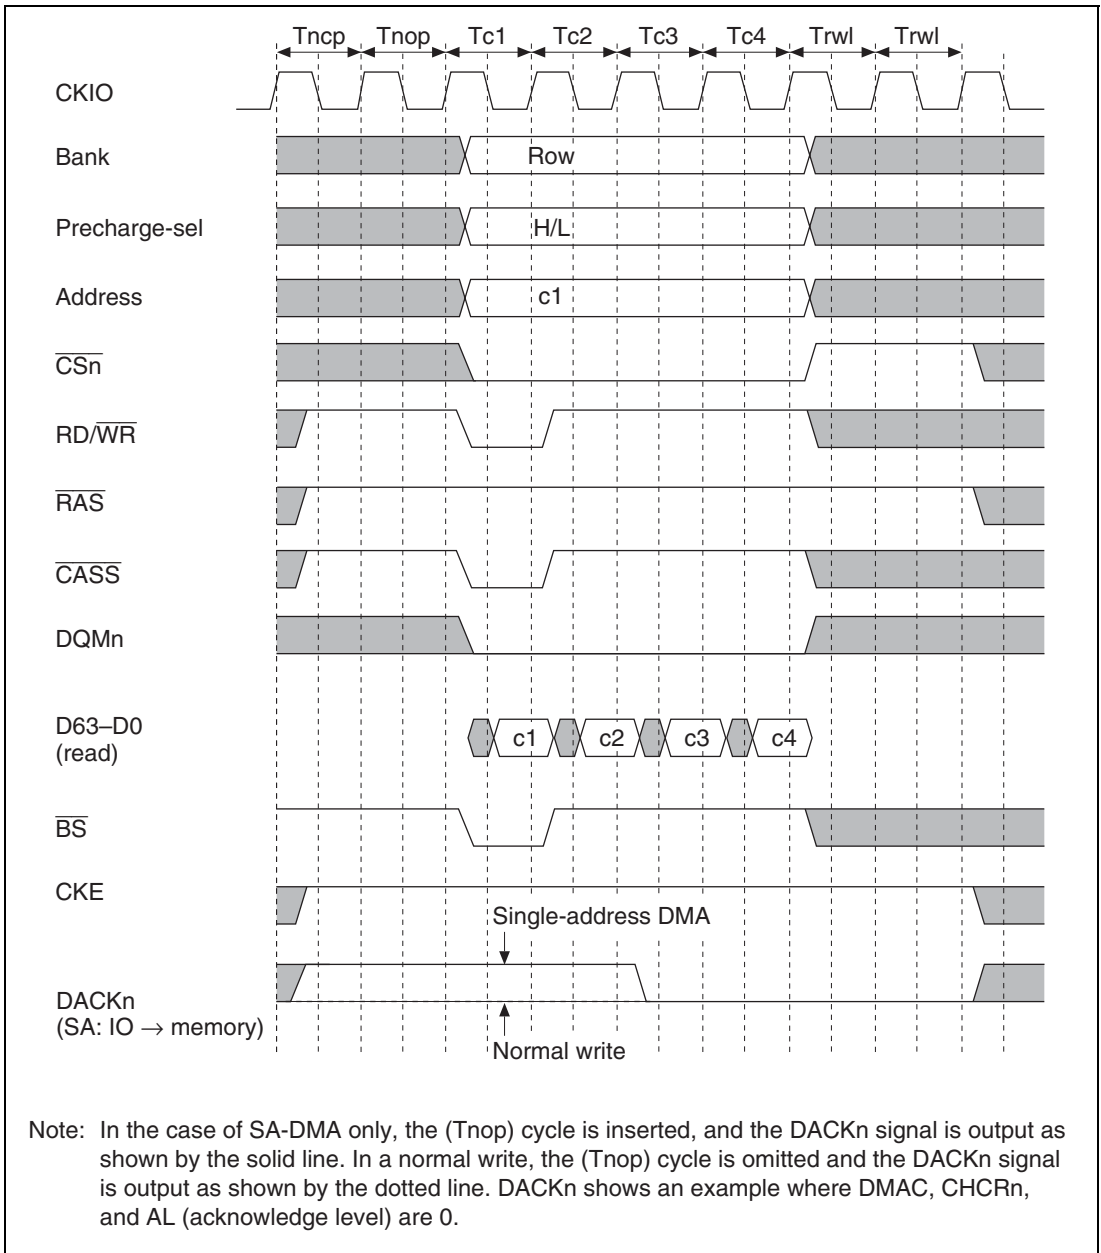 Tncp Tnop Tc1 Tc2 Tc3 Tc4 Trwl Trwl
CKIO
Bank Row
Precharge-sel H/L
Address c1
CSn
RD/WR
RAS
CASS
DQMn
D63–D0
(read)
c1 c2 c3 c4
BS
CKE
Single-address DMA
DACKn
(SA: IO → memory)
Normal write
Note: In the case of SA-DMA only, the (Tnop) cycle is inserted, and the DACKn signal is output as
shown by the solid line. In a normal write, the (Tnop) cycle is omitted and the DACKn signal
is output as shown by the dotted line. DACKn shows an example where DMAC, CHCRn,
and AL (acknowledge level) are 0.